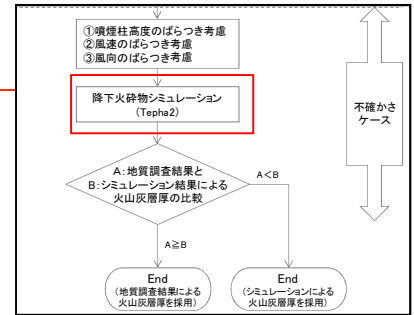 ①噴煙柱高度のばらつき考慮
②風速のばらつき考慮
③風向のばらつき考慮
降下火砕物シミュレーション
(Tepha2)
不確かさ
ケース
A:地質調査結果と
B:シミュレーション結果による
火山灰層厚の比較
A<B
A≧B
End
(地質調査結果による
火山灰層厚を採用)
End
(シミュレーションによる
火山灰層厚を採用)